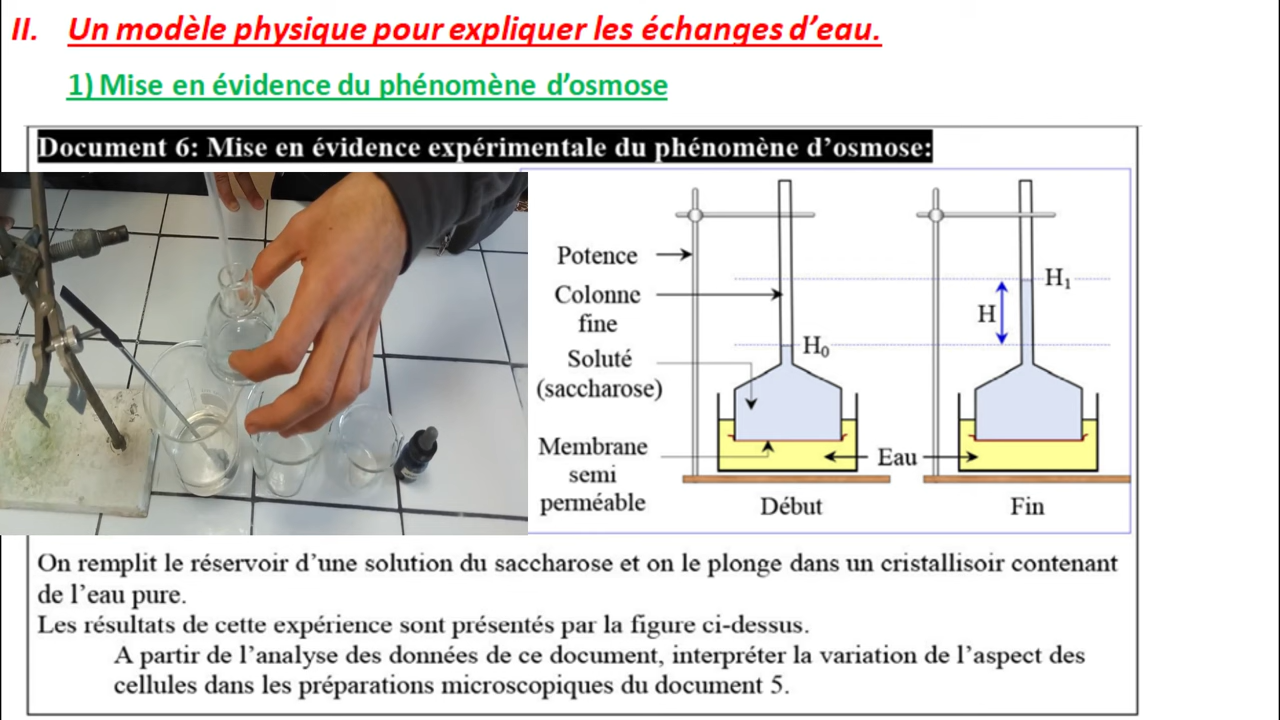 II. Un modèle physique pour expliquer les échanges d’eau.
1) Mise en évidence du phénomène d’osmose
Document 6: Mise en évidence expérimentale du phénomène d’osmose:
Potence
Colonne
fine
Soluté
(saccharose)
Membrane
semi
perméable
H₀
Eau
Début
H
H₁
Fin
On remplit le réservoir d’une solution du saccharose et on le plonge dans un cristallisoir contenant
de l’eau pure.
Les résultats de cette expérience sont présentés par la figure ci-dessus.
A partir de l’analyse des données de ce document, interpréter la variation de l’aspect des
cellules dans les préparations microscopiques du document 5.